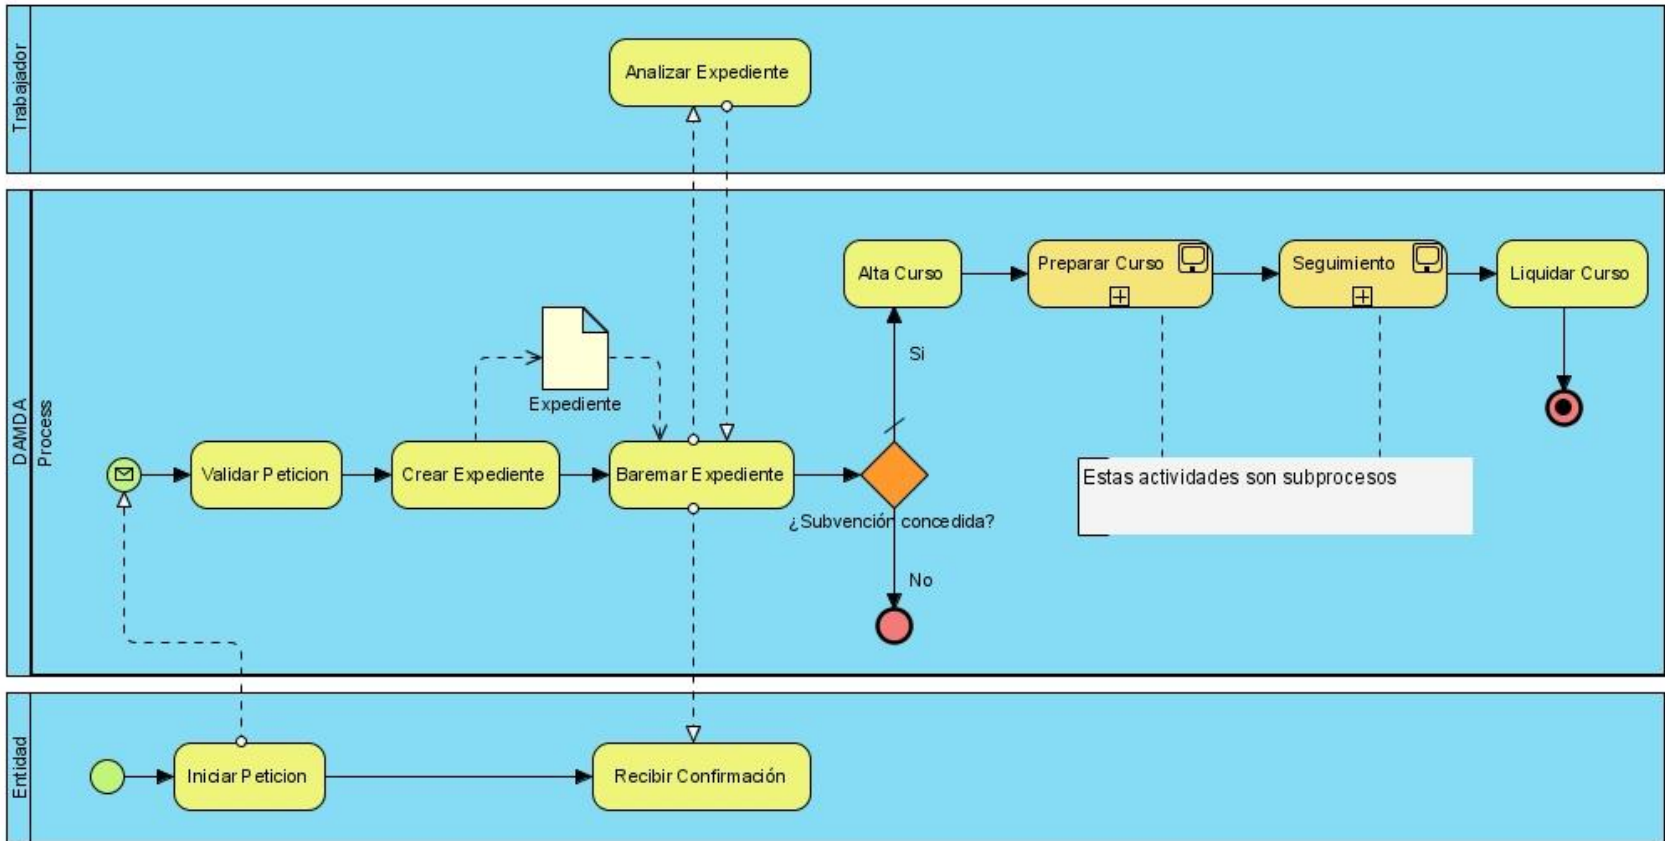 Trabajador
Analizar Expediente
DAMDA
Process
Alta Curso
Preparar Curso
Seguimiento
Liquidar Curso
Si
Expediente
Validar Peticion
Crear Expediente
Baremar Expediente
¿Subvención concedida?
Estas actividades son subprocesos
No
Entidad
Iniciar Peticion
Recibir Confirmación